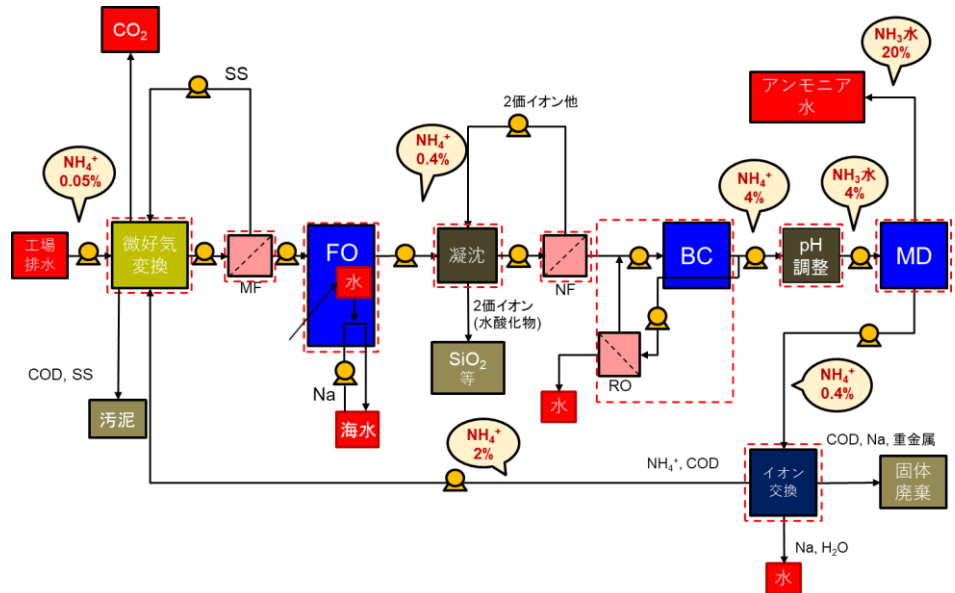 CO₂
SS
NH₄⁺
0.05%
工場
排水
微好気
変換
MF
COD, SS
汚泥
FO
水
Na
海水
NH₄⁺
0.4%
2価イオン他
凝沈
NF
2価イオン
(水酸化物)
SiO₂
等
BC
RO
水
NH₄⁺
4%
pH
調整
NH₃水
4%
MD
アンモニア
水
NH₃水
20%
NH₄⁺
0.4%
イオン
交換
COD, Na, 重金属
固体
廃棄
Na, H₂O
水
NH₄⁺, COD
NH₄⁺
2%